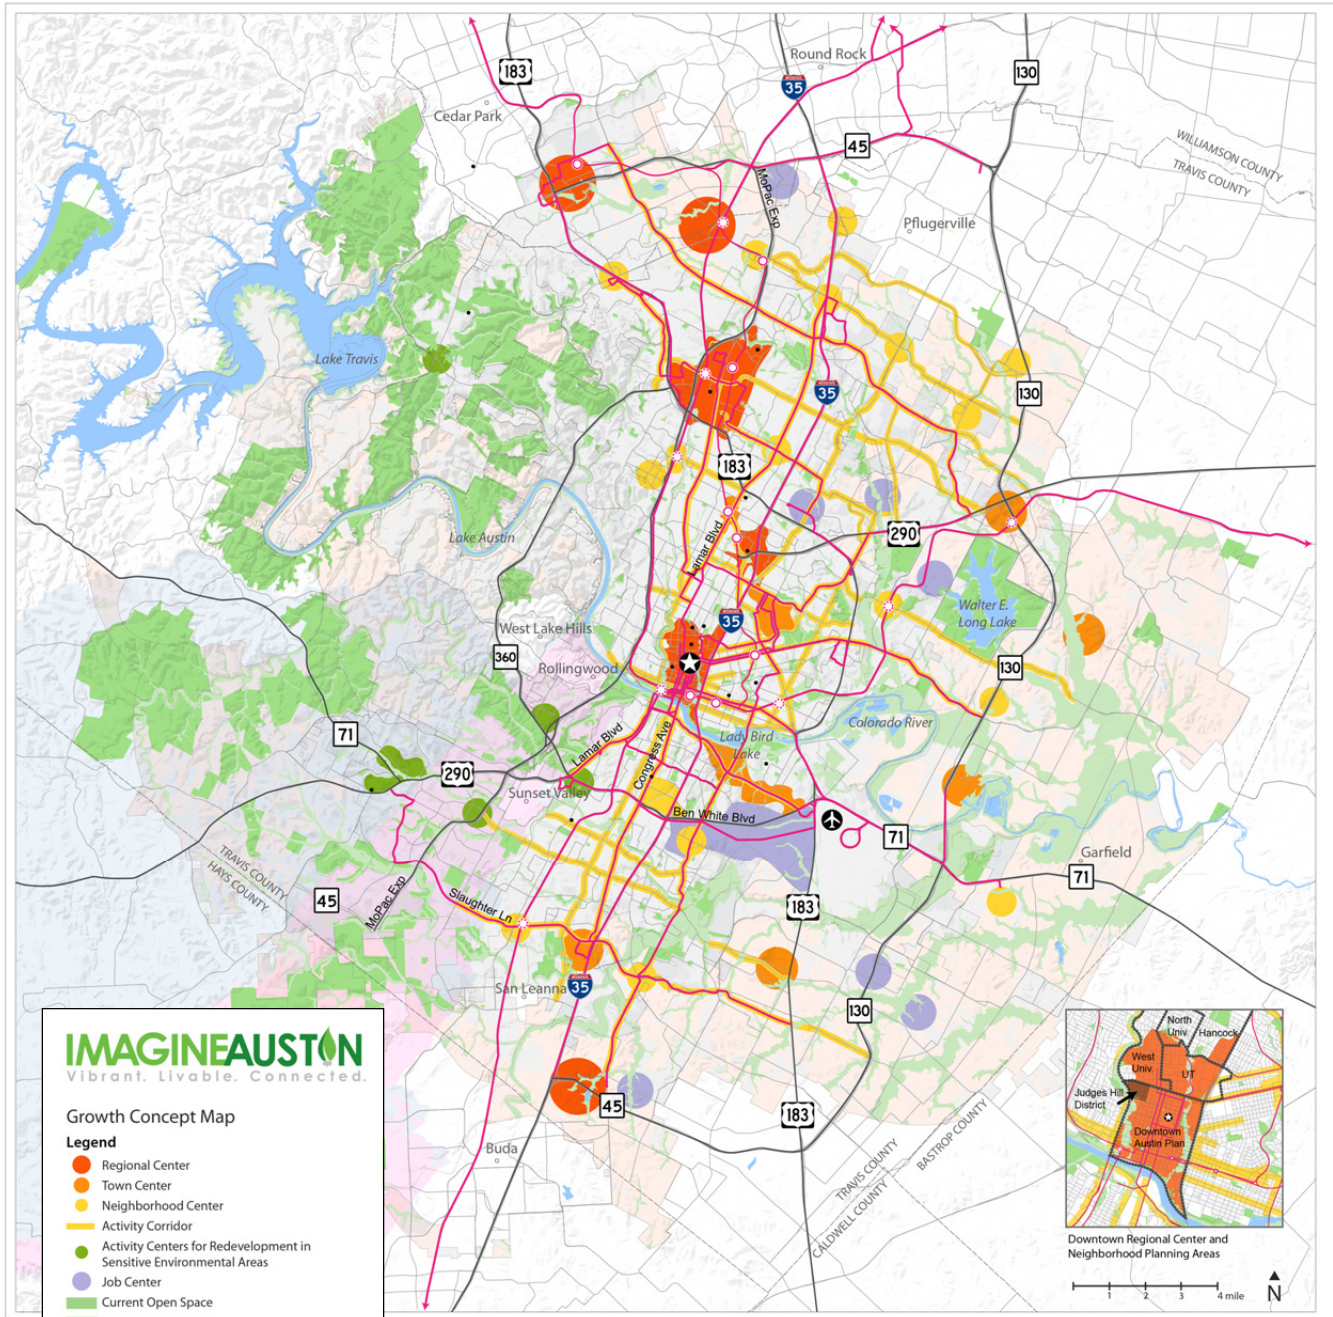 183
Round Rock
35
130
Cedar Park
45
WILLIAMSON COUNTY
TRAVIS COUNTY
MoPac Exp
Pflugerville
Lake Travis
35
130
183
290
Lake Austin
Lamar Blvd
Walter E.
Long Lake
35
West Lake Hills
360
Rollingwood
130
71
Colorado River
Lady Bird
Lake
Lamar Blvd
Congress Ave
290
Sunset Valley
Ben White Blvd
71
Garfield
71
TRAVIS COUNTY
HAYS COUNTY
45
MoPac Exp
Slaughter Ln
183
San Leanna
35
130
45
183
Buda
TRAVIS COUNTY
CALDWELL COUNTY
BASTROP COUNTY
IMAGINEAUSTIN
Vibrant. Livable. Connected.
Growth Concept Map
Legend
Regional Center
Town Center
Neighborhood Center
Activity Corridor
Activity Centers for Redevelopment in
Sensitive Environmental Areas
Job Center
Current Open Space
North
Univ.
Hancock
West
Univ.
UT
Judges Hill
District
Downtown
Austin Plan
Downtown Regional Center and
Neighborhood Planning Areas
1 2 3 4 mile
N